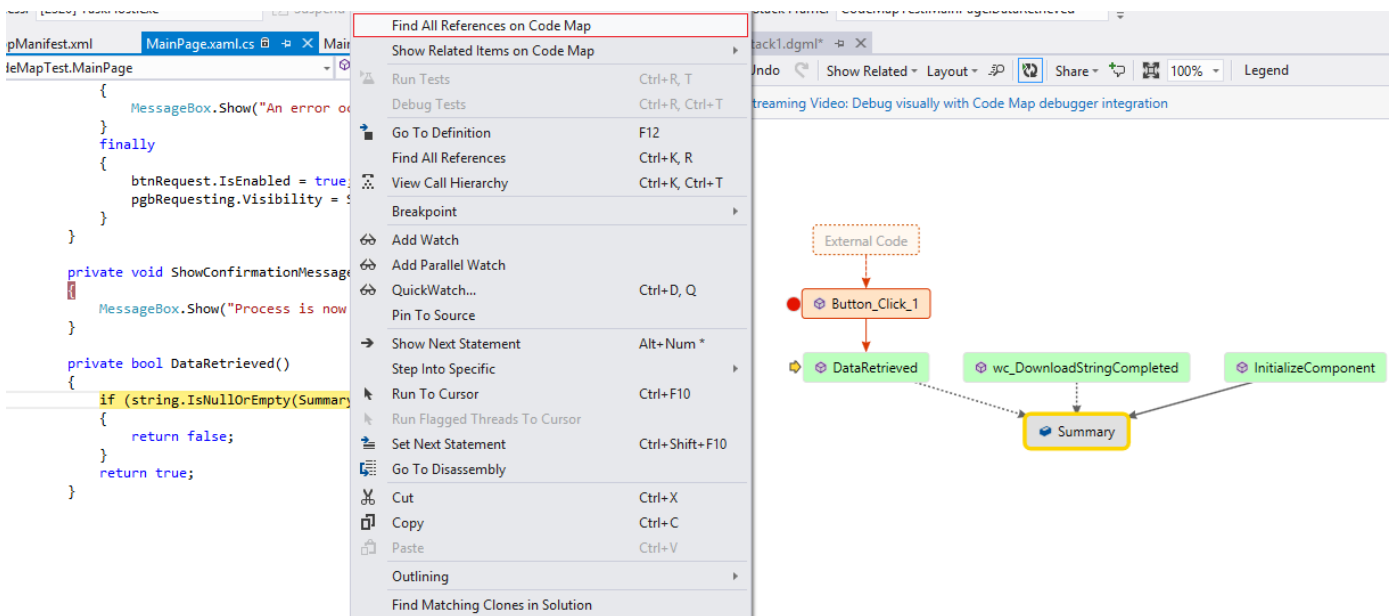 MainPage.xaml.cs
pManifest.xml
Mai
tack1.dgml*
deMapTest.MainPage
{
MessageBox.Show("An error oc
}
finally
{
btnRequest.IsEnabled = true;
pgbRequesting.Visibility = S
}
}
private void ShowConfirmationMessage
{
MessageBox.Show("Process is now
}
private bool DataRetrieved()
{
if (string.IsNullOrEmpty(Summary
{
return false;
}
return true;
}
Find All References on Code Map
Show Related Items on Code Map
Run Tests Ctrl+R, T
Debug Tests Ctrl+R, Ctrl+T
Go To Definition F12
Find All References Ctrl+K, R
View Call Hierarchy Ctrl+K, Ctrl+T
Breakpoint
Add Watch
Add Parallel Watch
QuickWatch... Ctrl+D, Q
Pin To Source
Show Next Statement Alt+Num *
Step Into Specific
Run To Cursor Ctrl+F10
Run Flagged Threads To Cursor
Set Next Statement Ctrl+Shift+F10
Go To Disassembly
Cut Ctrl+X
Copy Ctrl+C
Paste Ctrl+V
Outlining
Find Matching Clones in Solution
Undo Show Related Layout Share 100% Legend
treaming Video: Debug visually with Code Map debugger integration
External Code
Button_Click_1
DataRetrieved wc_DownloadStringCompleted InitializeComponent
Summary